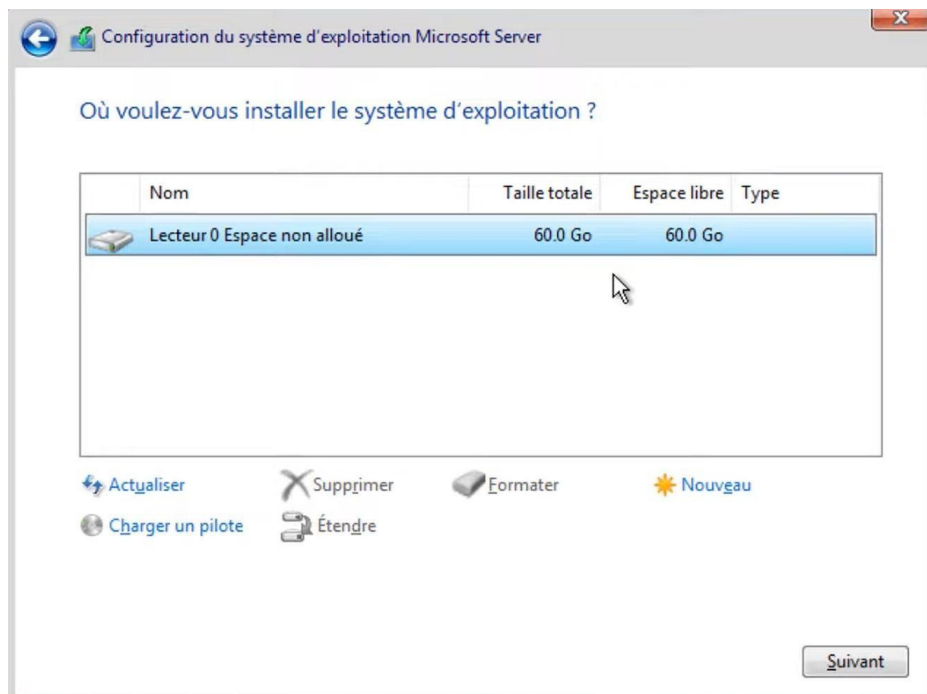 Configuration du système d'exploitation Microsoft Server
Où voulez-vous installer le système d'exploitation ?
Nom Taille totale Espace libre Type
Lecteur 0 Espace non alloué 60.0 Go 60.0 Go
Actualiser Supprimer Formater Nouveau
Charger un pilote Étendre
Suivant